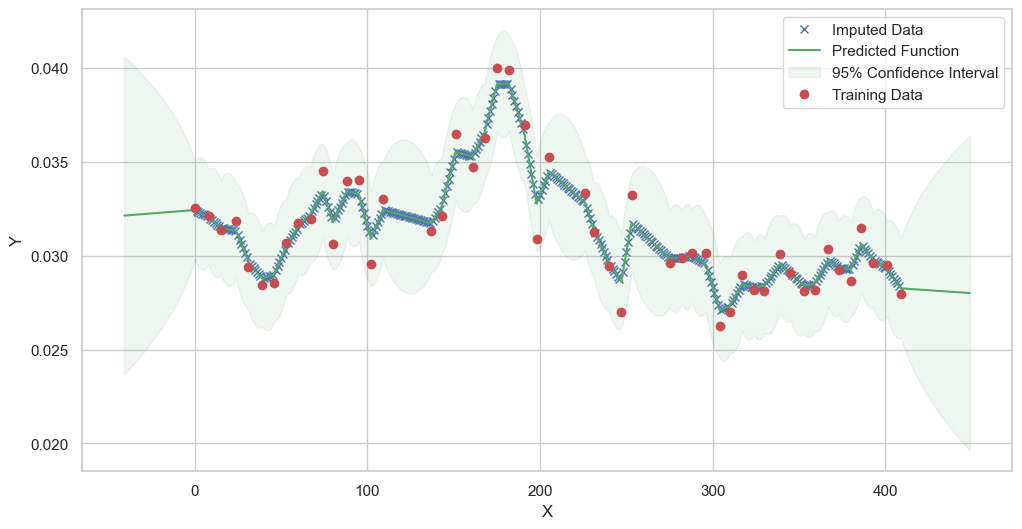 Imputed Data
Predicted Function
95% Confidence Interval
Training Data
0.040
0.035
0.030
0.025
0.020
Y
0 100 200 300 400
X